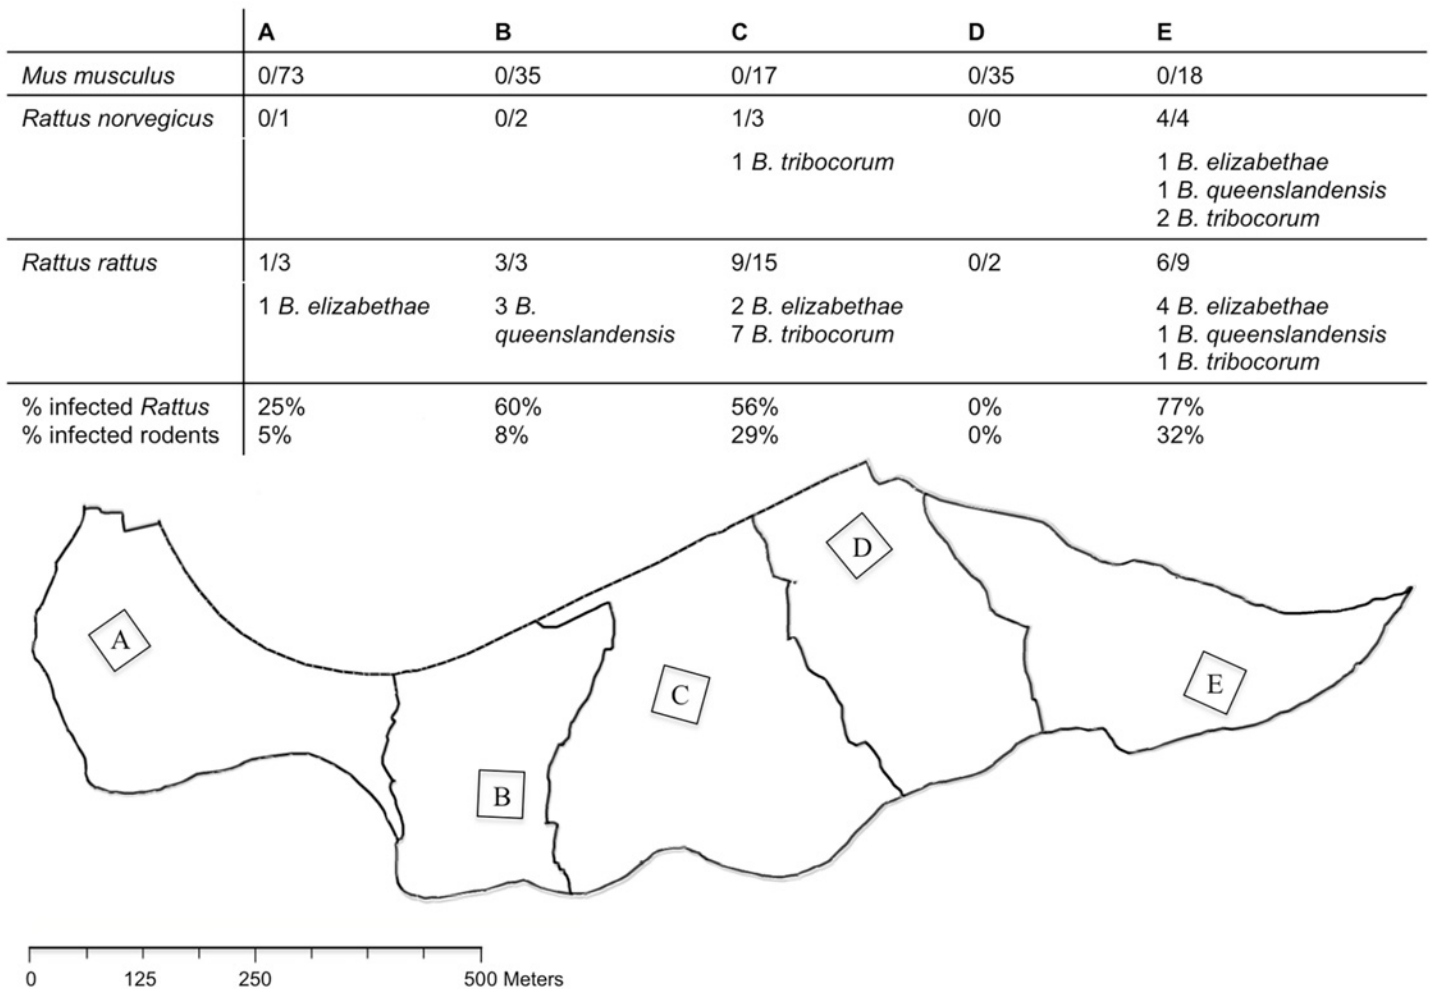 A B C D E
Mus musculus 0/73 0/35 0/17 0/35 0/18
Rattus norvegicus 0/1 0/2 1/3 0/0 4/4
1 B. tribocorum 1 B. elizabethae
1 B. queenslandensis
2 B. tribocorum
Rattus rattus 1/3 3/3 9/15 0/2 6/9
1 B. elizabethae 3 B. 2 B. elizabethae 4 B. elizabethae
queenslandensis 7 B. tribocorum 1 B. queenslandensis
1 B. tribocorum
% infected Rattus 25% 60% 56% 0% 77%
% infected rodents 5% 8% 29% 0% 32%
D
A
E
C
B
0 125 250 500 Meters